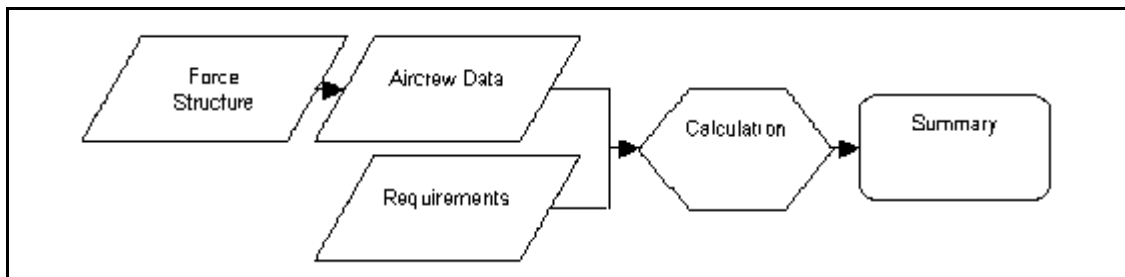 Force
Structure
Aircrew Data
Requirements
Calculation
Summary